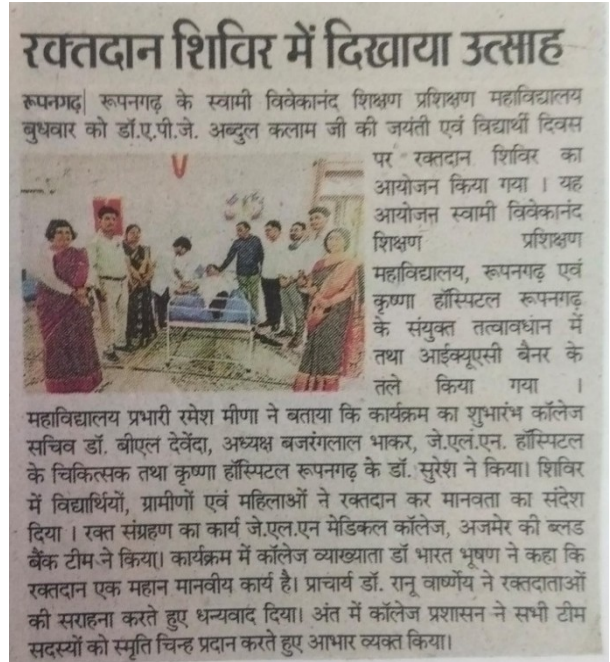 रक्तदान शिविर में दिखाया उत्साह
रूपनगढ़| रूपनगढ़ के स्वामी विवेकानंद शिक्षण प्रशिक्षण महाविद्यालय
बुधवार को डॉ.ए.पी.जे. अब्दुल कलाम जी की जयंती एवं विद्यार्थी दिवस
पर रक्तदान शिविर का
आयोजन किया गया । यह
आयोजन स्वामी विवेकानंद
शिक्षण प्रशिक्षण
महाविद्यालय, रूपनगढ़ एवं
कृष्णा हॉस्पिटल रूपनगढ़
के संयुक्त तत्वावधान में
तथा आईक्यूएसी बैनर के
तले किया गया ।
महाविद्यालय प्रभारी रमेश मीणा ने बताया कि कार्यक्रम का शुभारंभ कॉलेज
सचिव डॉ. बीएल देवेंदा, अध्यक्ष बजरंगलाल भाकर, जे.एल.एन. हॉस्पिटल
के चिकित्सक तथा कृष्णा हॉस्पिटल रूपनगढ़ के डॉ. सुरेश ने किया। शिविर
में विद्यार्थियों, ग्रामीणों एवं महिलाओं ने रक्तदान कर मानवता का संदेश
दिया । रक्त संग्रहण का कार्य जे.एल.एन मेडिकल कॉलेज, अजमेर की ब्लड
बैंक टीम ने किया। कार्यक्रम में कॉलेज व्याख्याता डॉ भारत भूषण ने कहा कि
रक्तदान एक महान मानवीय कार्य है। प्राचार्य डॉ. रानू वार्ष्णेय ने रक्तदाताओं
की सराहना करते हुए धन्यवाद दिया। अंत में कॉलेज प्रशासन ने सभी टीम
सदस्यों को स्मृति चिन्ह प्रदान करते हुए आभार व्यक्त किया।